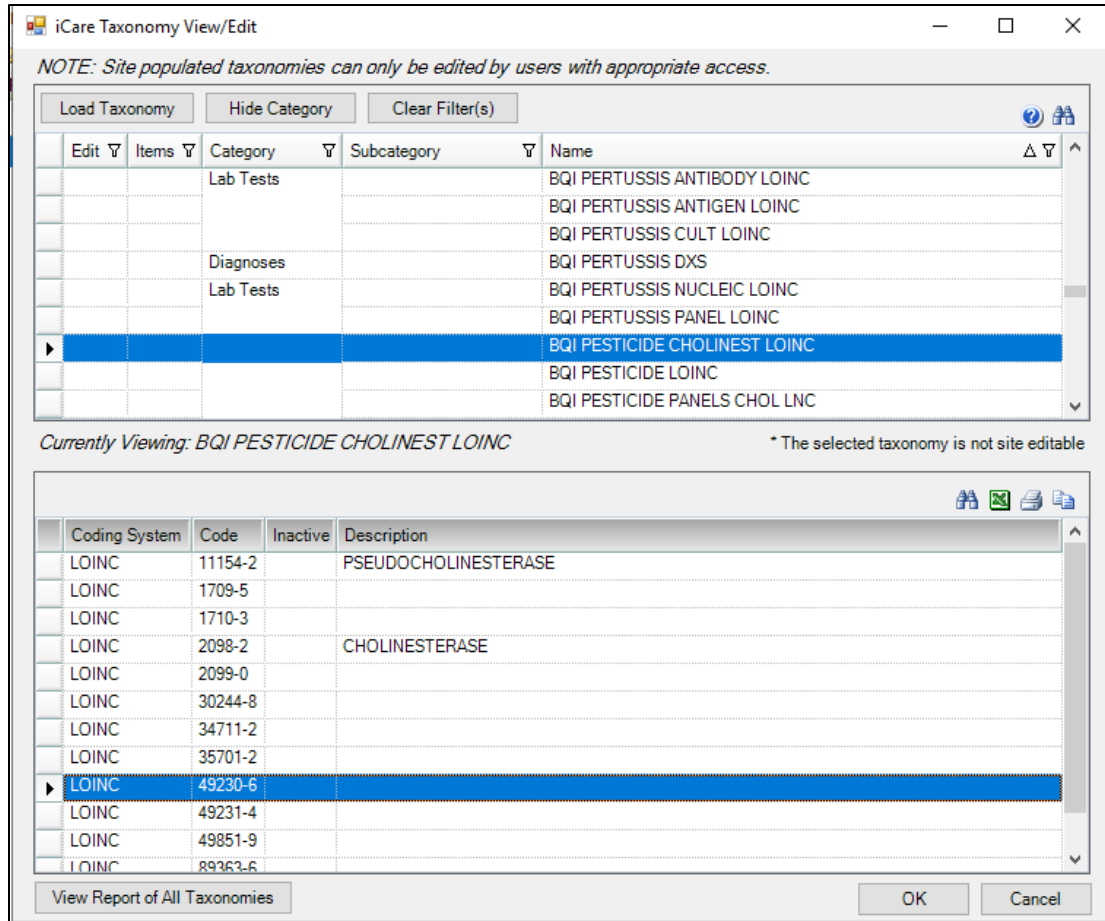 iCare Taxonomy View/Edit
NOTE: Site populated taxonomies can only be edited by users with appropriate access.
Load Taxonomy Hide Category Clear Filter(s)
Edit Items Category Subcategory Name
Lab Tests BQI PERTUSSIS ANTIBODY LOINC
BQI PERTUSSIS ANTIGEN LOINC
BQI PERTUSSIS CULT LOINC
Diagnoses BQI PERTUSSIS DXS
Lab Tests BQI PERTUSSIS NUCLEIC LOINC
BQI PERTUSSIS PANEL LOINC
BQI PESTICIDE CHOLINEST LOINC
BQI PESTICIDE LOINC
BQI PESTICIDE PANELS CHOL LNC
Currently Viewing: BQI PESTICIDE CHOLINEST LOINC * The selected taxonomy is not site editable
Coding System Code Inactive Description
LOINC 11154-2 PSEUDOCHOLINESTERASE
LOINC 1709-5
LOINC 1710-3
LOINC 2098-2 CHOLINESTERASE
LOINC 2099-0
LOINC 30244-8
LOINC 34711-2
LOINC 35701-2
LOINC 49230-6
LOINC 49231-4
LOINC 49851-9
LOINC 89363-6
View Report of All Taxonomies OK Cancel